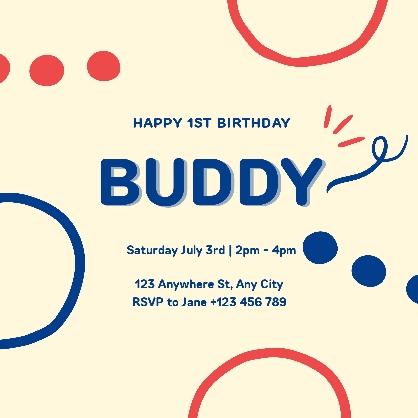 HAPPY 1ST BIRTHDAY
BUDDY
Saturday July 3rd | 2pm - 4pm
123 Anywhere St, Any City
RSVP to Jane +123 456 789